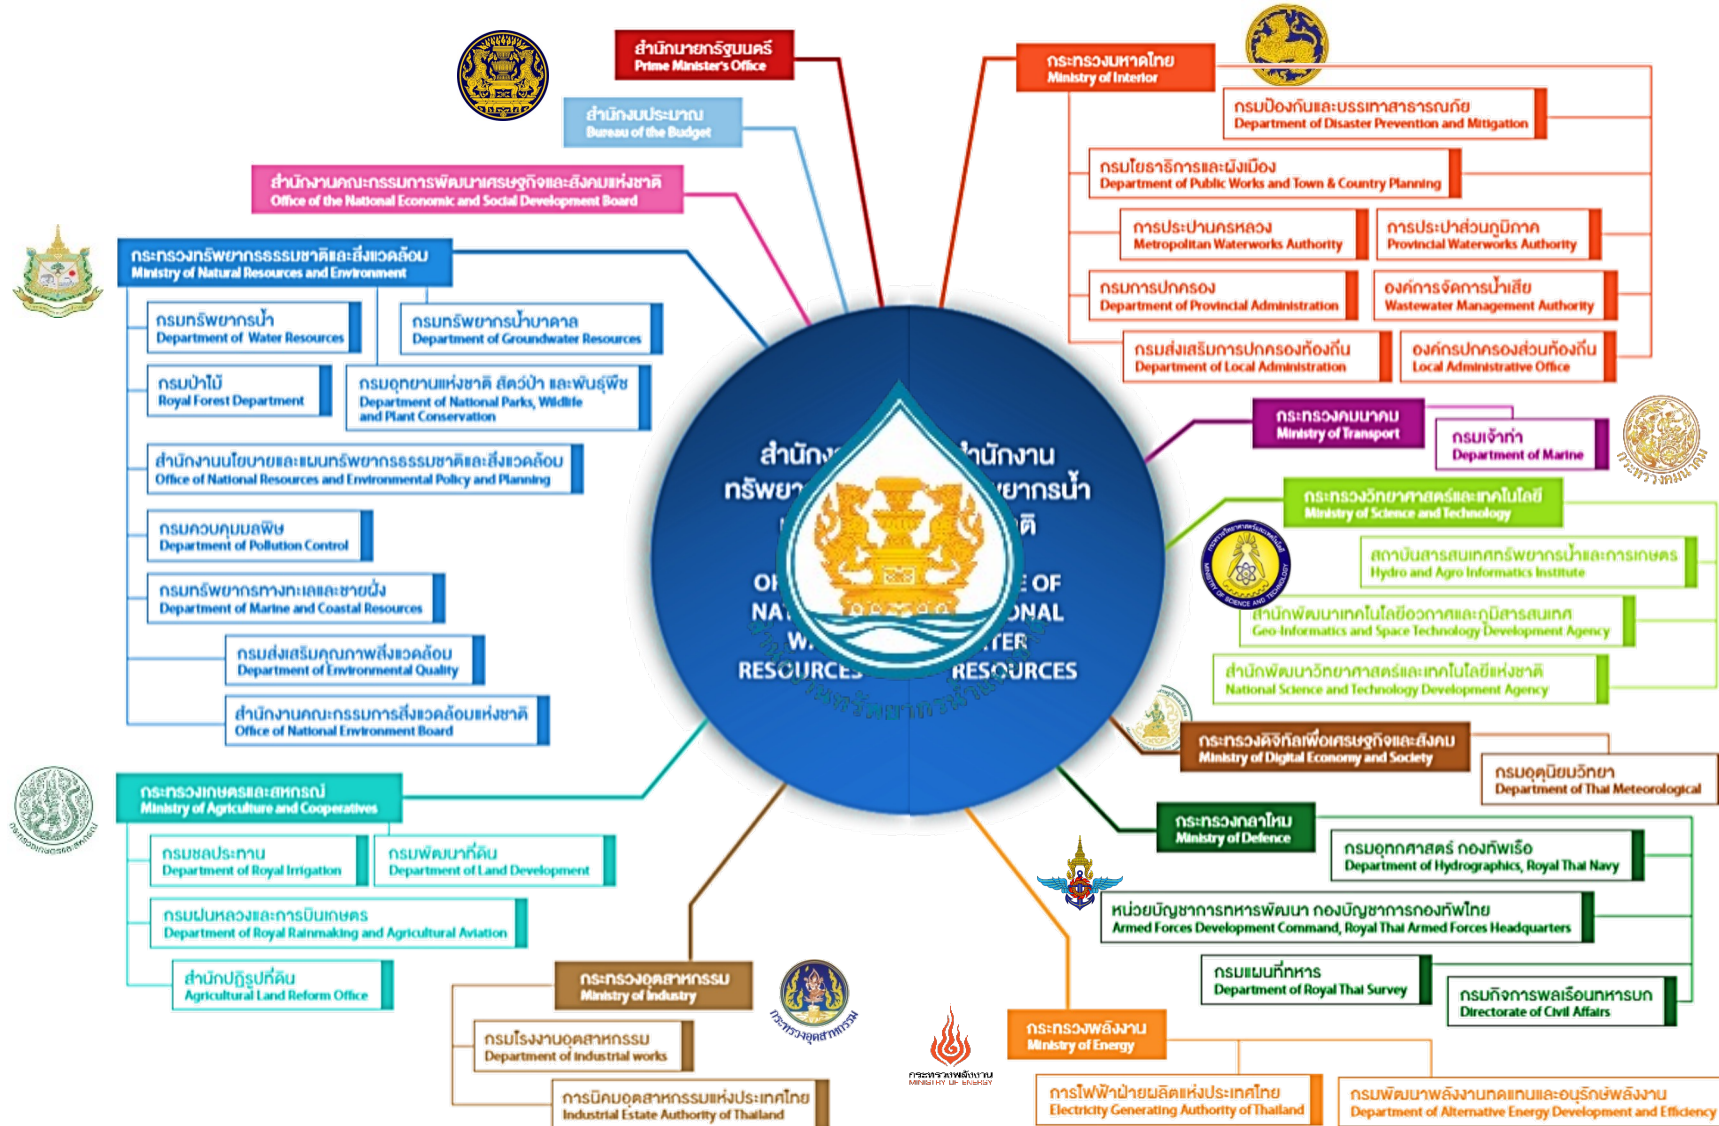 สำนักนายกรัฐมนตรี
Prime Minister's Office
สำนักงบประมาณ
Bureau of the Budget
สำนักงานคณะกรรมการพัฒนาเศรษฐกิจและสังคมแห่งชาติ
Office of the National Economic and Social Development Board
กระทรวงทรัพยากรธรรมชาติและสิ่งแวดล้อม
Ministry of Natural Resources and Environment
กรมทรัพยากรน้ำ
Department of Water Resources
กรมทรัพยากรน้ำบาดาล
Department of Groundwater Resources
กรมป่าไม้
Royal Forest Department
กรมอุทยานแห่งชาติ สัตว์ป่า และพันธุ์พืช
Department of National Parks, Wildlife
and Plant Conservation
สำนักงานนโยบายและแผนทรัพยากรธรรมชาติและสิ่งแวดล้อม
Office of National Resources and Environmental Policy and Planning
กรมควบคุมมลพิษ
Department of Pollution Control
กรมทรัพยากรทางทะเลและชายฝั่ง
Department of Marine and Coastal Resources
กรมส่งเสริมคุณภาพสิ่งแวดล้อม
Department of Environmental Quality
สำนักงานคณะกรรมการสิ่งแวดล้อมแห่งชาติ
Office of National Environment Board
กระทรวงเกษตรและสหกรณ์
กระทรวงเกษตรและสหกรณ์
Ministry of Agriculture and Cooperatives
กรมชลประทาน
Department of Royal Irrigation
กรมพัฒนาที่ดิน
Department of Land Development
กรมฝนหลวงและการบินเกษตร
Department of Royal Rainmaking and Agricultural Aviation
สำนักปฏิรูปที่ดิน
Agricultural Land Reform Office
กระทรวงอุตสาหกรรม
Ministry of Industry
กระทรวงอุตสาหกรรม
กรมโรงงานอุตสาหกรรม
Department of industrial works
การนิคมอุตสาหกรรมแห่งประเทศไทย
Industrial Estate Authority of Thailand
สำนักงาน
ทรัพยากรน้ำ
RESOURCES
RESOURCES
สำนักงานทรัพยากรน้ำแห่งชาติ
กระทรวงมหาดไทย
Ministry of Interior
กรมป้องกันและบรรเทาสาธารณภัย
Department of Disaster Prevention and Mitigation
กรมโยธาธิการและผังเมือง
Department of Public Works and Town & Country Planning
การประปานครหลวง
Metropolitan Waterworks Authority
การประปาส่วนภูมิภาค
Provincial Waterworks Authority
กรมการปกครอง
Department of Provincial Administration
องค์การจัดการน้ำเสีย
Wastewater Management Authority
กรมส่งเสริมการปกครองท้องถิ่น
Department of Local Administration
องค์กรปกครองส่วนท้องถิ่น
Local Administrative Office
กระทรวงคมนาคม
Ministry of Transport
กรมเจ้าท่า
Department of Marine
กระทรวงคมนาคม
กระทรวงวิทยาศาสตร์และเทคโนโลยี
Ministry of Science and Technology
MINISTRY OF SCIENCE AND TECHNOLOGY
สถาบันสารสนเทศทรัพยากรน้ำและการเกษตร
Hydro and Agro Informatics Institute
สำนักพัฒนาเทคโนโลยีอวกาศและภูมิสารสนเทศ
Geo-Informatics and Space Technology Development Agency
สำนักพัฒนาวิทยาศาสตร์และเทคโนโลยีแห่งชาติ
National Science and Technology Development Agency
กระทรวงดิจิทัลเพื่อเศรษฐกิจและสังคม
Ministry of Digital Economy and Society
กรมอุตุนิยมวิทยา
Department of Thai Meteorological
กระทรวงกลาโหม
Ministry of Defence
กรมอุทกศาสตร์ กองทัพเรือ
Department of Hydrographics, Royal Thai Navy
หน่วยบัญชาการทหารพัฒนา กองบัญชาการกองทัพไทย
Armed Forces Development Command, Royal Thai Armed Forces Headquarters
กรมแผนที่ทหาร
Department of Royal Thai Survey
กรมกิจการพลเรือนทหารบก
Directorate of Civil Affairs
กระทรวงพลังงาน
Ministry of Energy
กระทรวงพลังงาน
MINISTRY OF ENERGY
การไฟฟ้าฝ่ายผลิตแห่งประเทศไทย
Electricity Generating Authority of Thailand
กรมพัฒนาพลังงานทดแทนและอนุรักษ์พลังงาน
Department of Alternative Energy Development and Efficiency